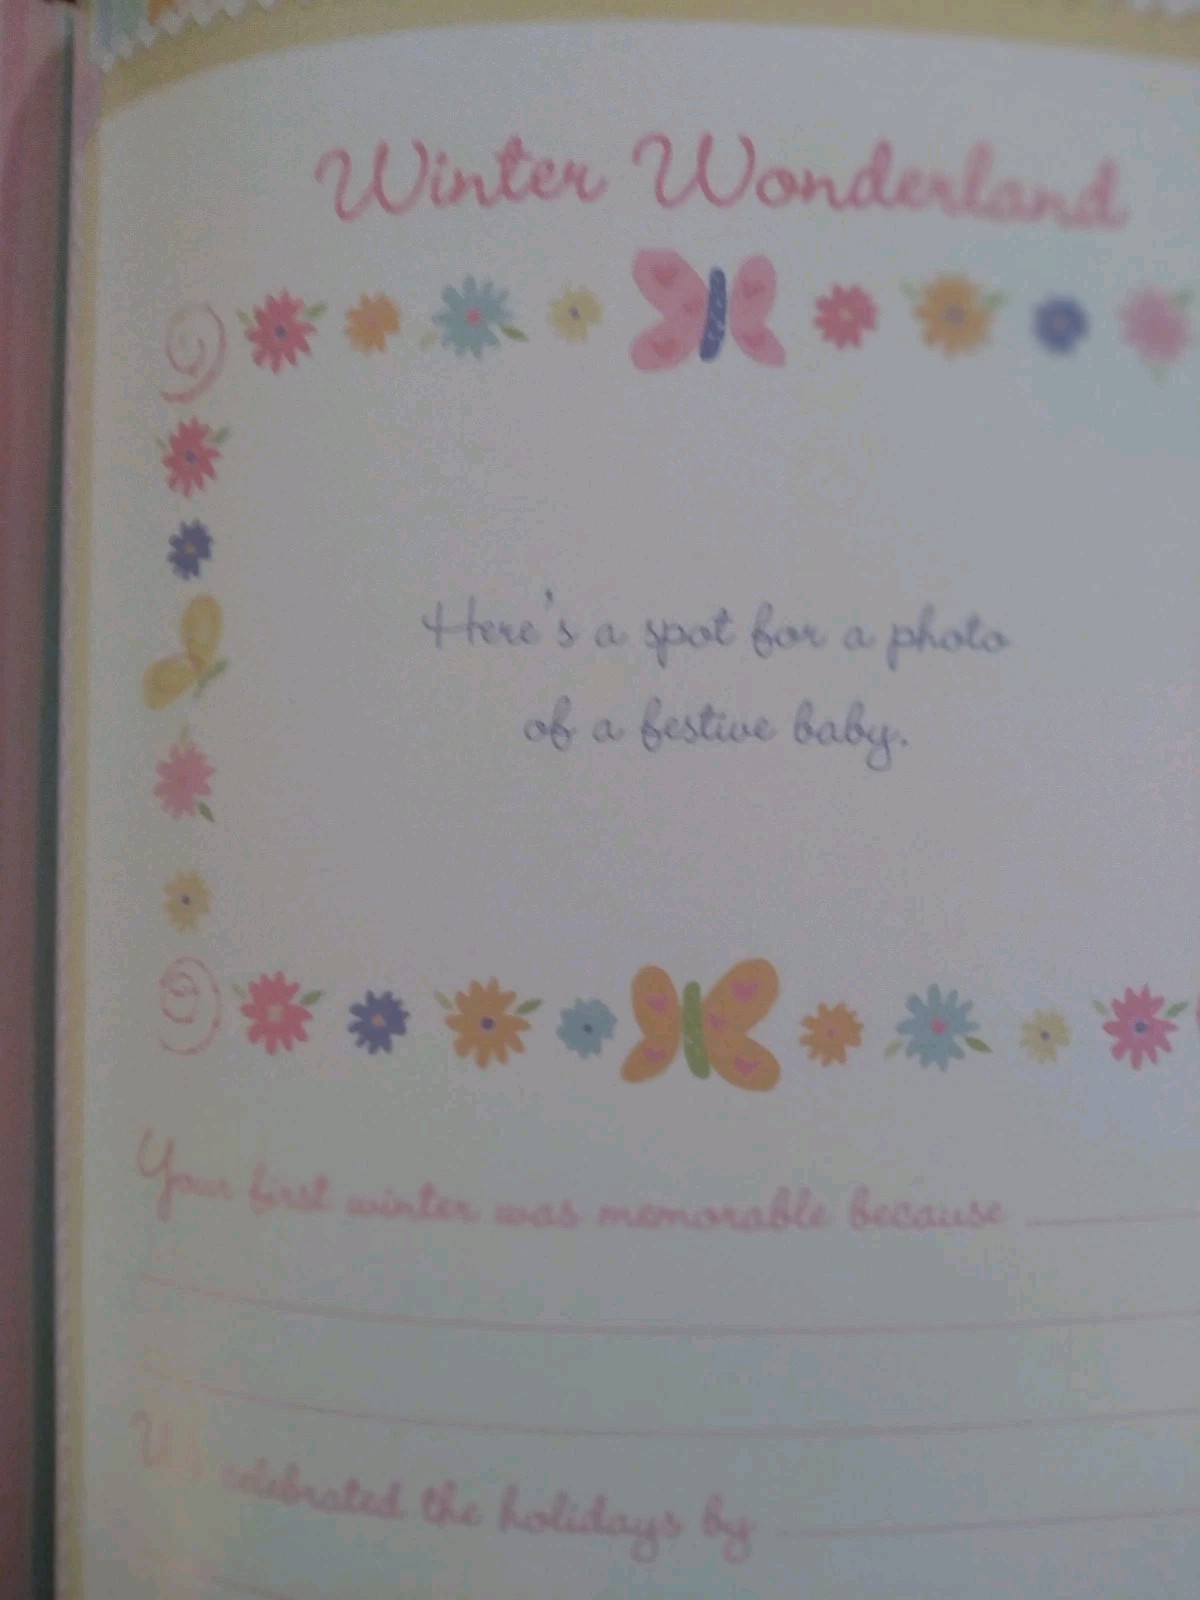 Winter Wonderland
Here's a spot for a photo
of a festive baby.
Your first winter was memorable because
celebrated the holidays by